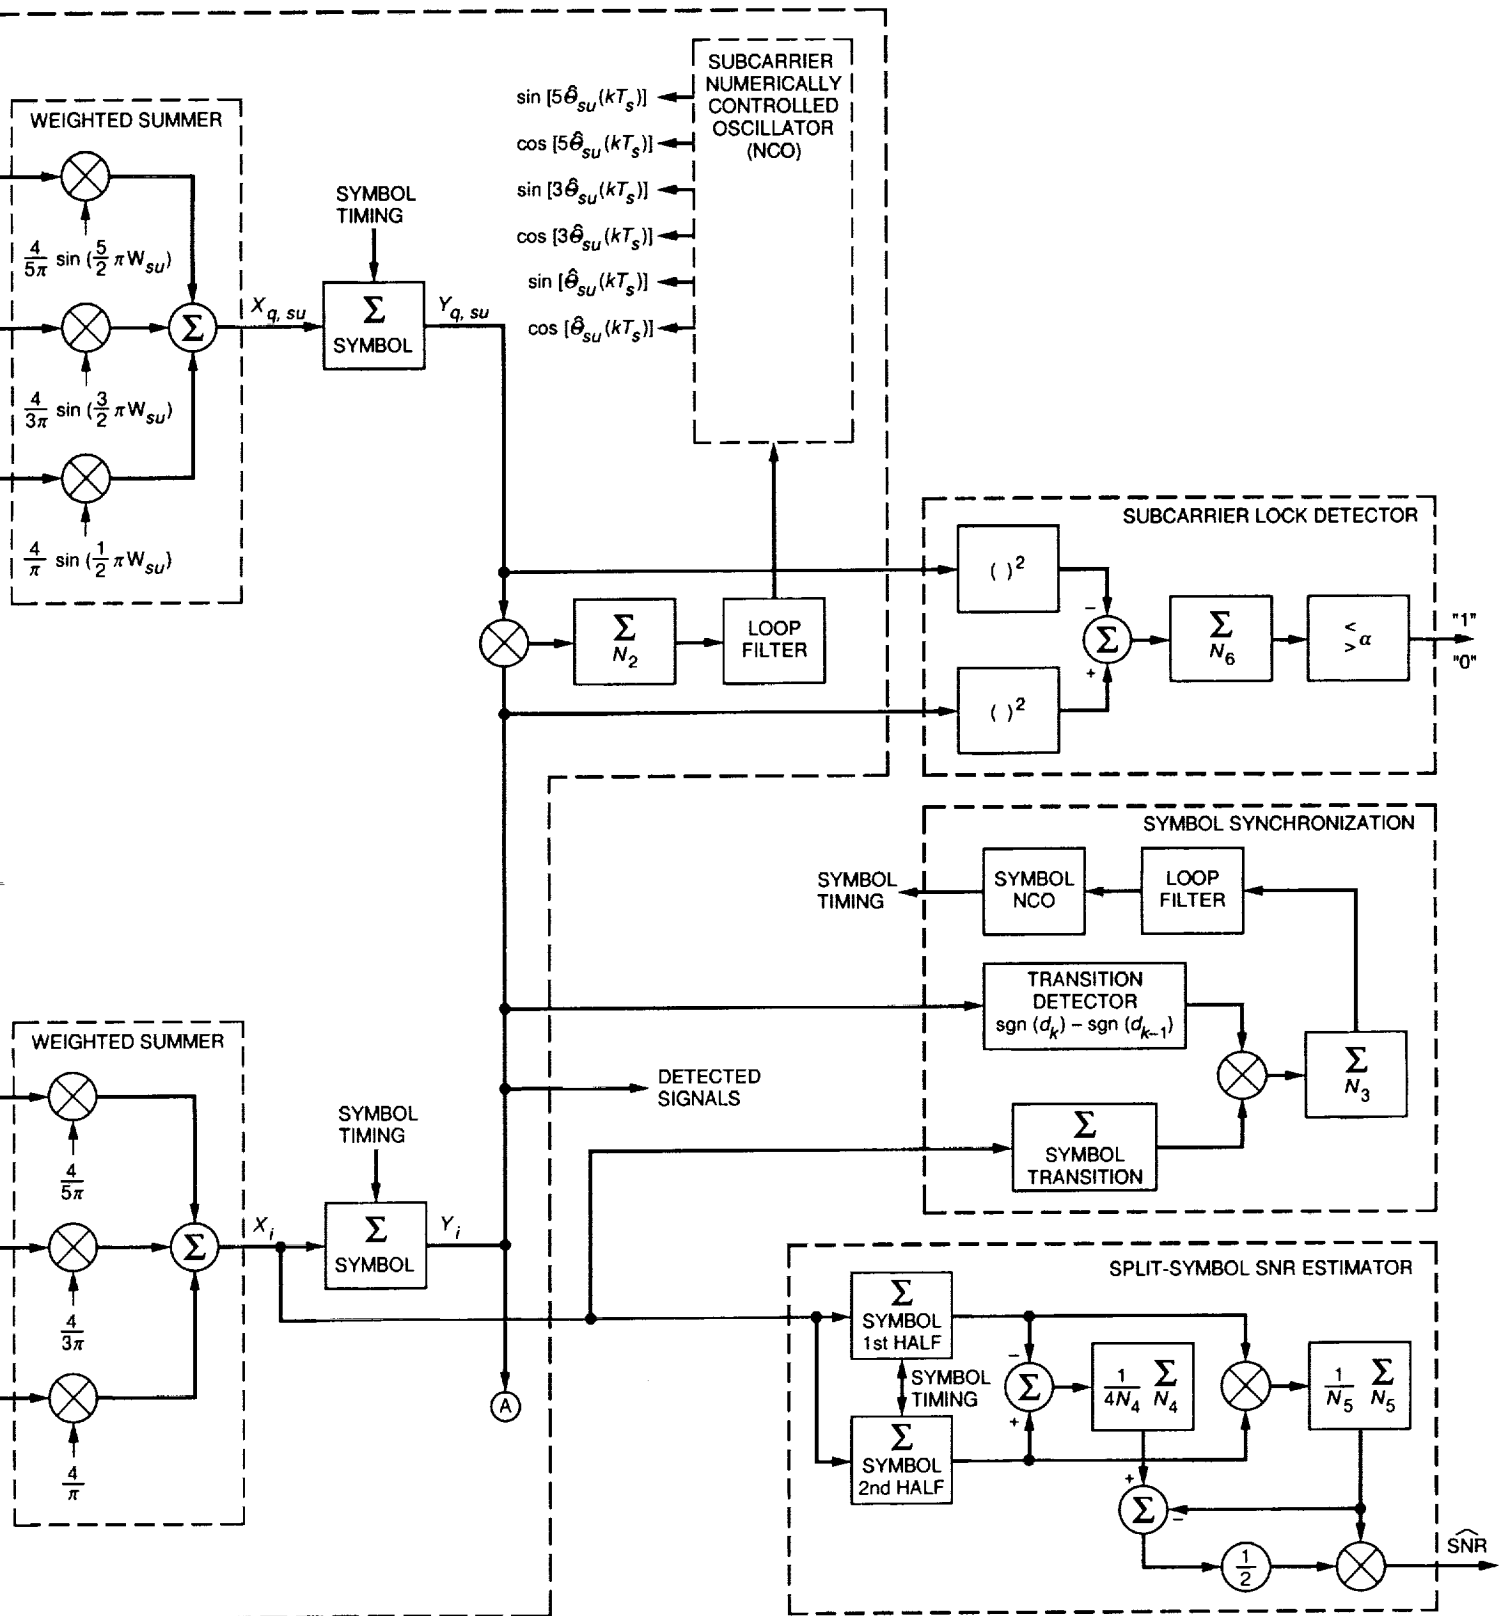 WEIGHTED SUMMER
4/5π sin (5/2 πW_su)
4/3π sin (3/2 πW_su)
4/π sin (1/2 πW_su)
Σ
X_q, su
SYMBOL
TIMING
Σ
SYMBOL
Y_q, su
sin [5θ̂_su(kT_s)]
cos [5θ̂_su(kT_s)]
sin [3θ̂_su(kT_s)]
cos [3θ̂_su(kT_s)]
sin [θ̂_su(kT_s)]
cos [θ̂_su(kT_s)]
SUBCARRIER
NUMERICALLY
CONTROLLED
OSCILLATOR
(NCO)
Σ
N_2
LOOP
FILTER
SUBCARRIER LOCK DETECTOR
( )^2
( )^2
−
Σ
+
Σ
N_6
<
> α
"1"
"0"
SYMBOL SYNCHRONIZATION
SYMBOL
TIMING
SYMBOL
NCO
LOOP
FILTER
TRANSITION
DETECTOR
sgn (d_k) – sgn (d_k–1)
Σ
N_3
Σ
SYMBOL
TRANSITION
DETECTED
SIGNALS
WEIGHTED SUMMER
4/5π
4/3π
4/π
Σ
X_i
SYMBOL
TIMING
Σ
SYMBOL
Y_i
A
SPLIT-SYMBOL SNR ESTIMATOR
Σ
SYMBOL
1st HALF
SYMBOL
TIMING
Σ
SYMBOL
2nd HALF
−
Σ
+
1/4N_4 Σ N_4
1/N_5 Σ N_5
+
Σ
−
1/2
SNR̂